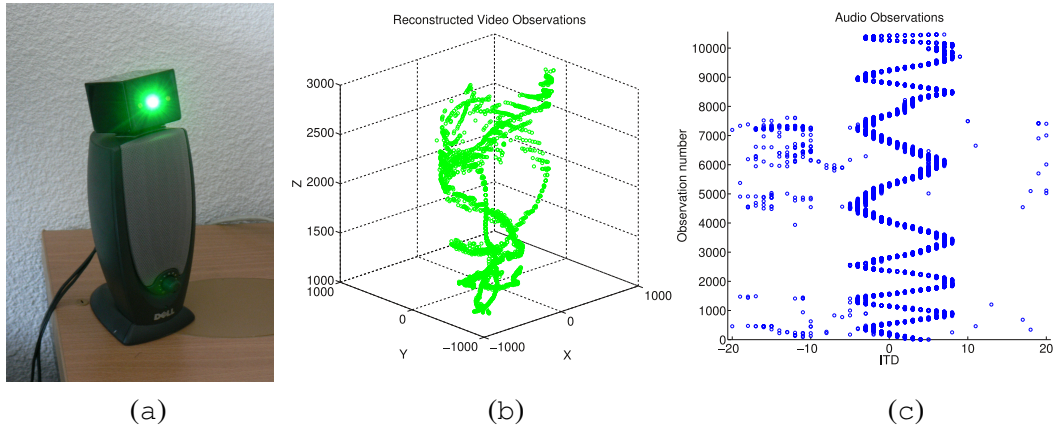 Reconstructed Video Observations
3000
2500
2000
1500
1000
1000
0
−1000
−1000
0
1000
Z
Y
X
Audio Observations
10000
9000
8000
7000
6000
5000
4000
3000
2000
1000
0
−20
−10
0
10
20
Observation number
ITD
DELL
(a)
(b)
(c)